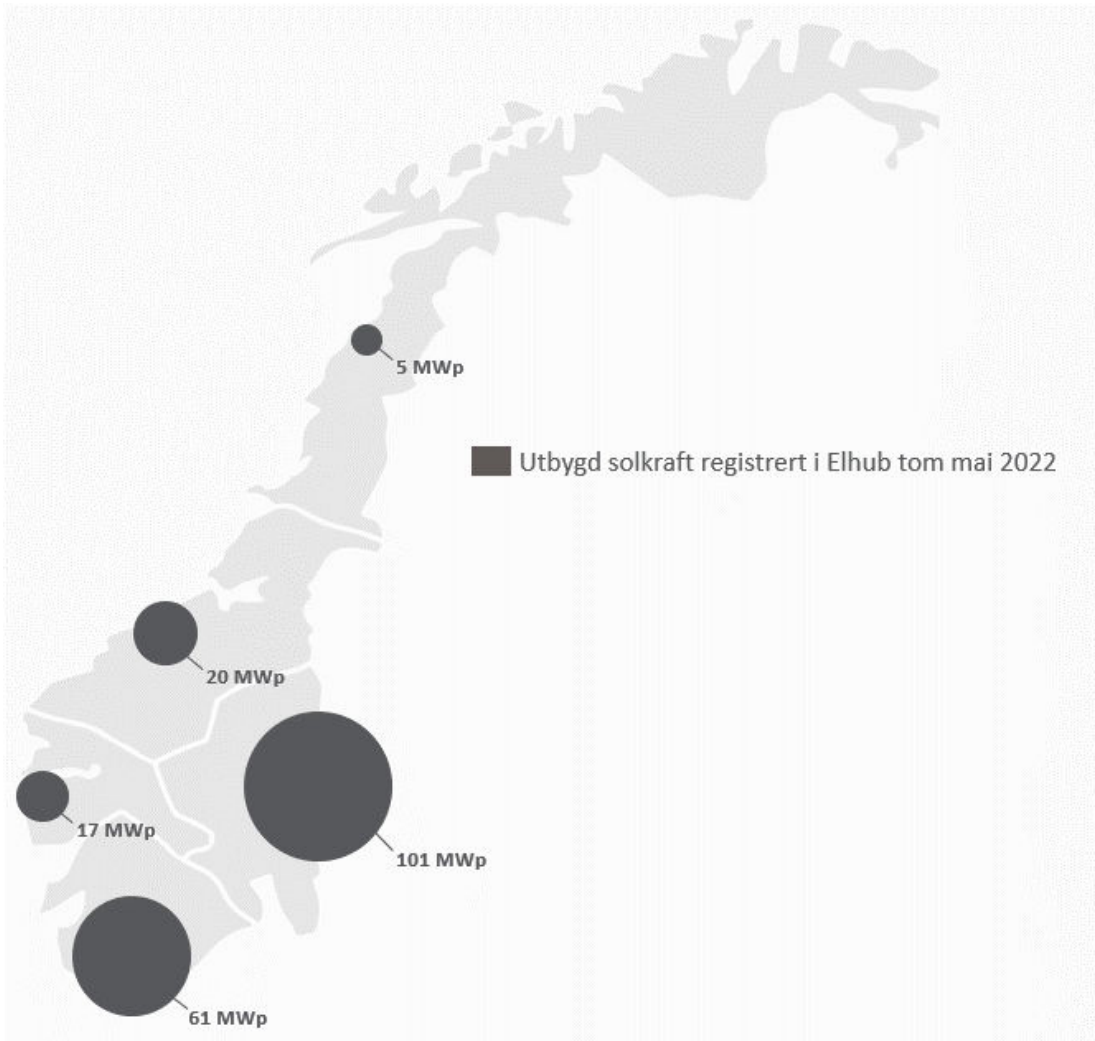 5 MWp
Utbygd solkraft registrert i Elhub tom mai 2022
20 MWp
17 MWp
101 MWp
61 MWp